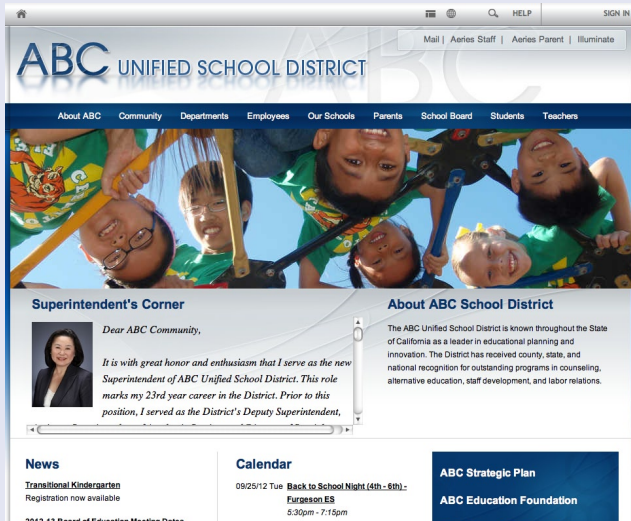 HELP
SIGN IN
Mail | Aeries Staff | Aeries Parent | Illuminate
ABC UNIFIED SCHOOL DISTRICT
About ABC Community Departments Employees Our Schools Parents School Board Students Teachers
Superintendent's Corner
Dear ABC Community,
It is with great honor and enthusiasm that I serve as the new
Superintendent of ABC Unified School District. This role
marks my 23rd year career in the District. Prior to this
position, I served as the District's Deputy Superintendent,
About ABC School District
The ABC Unified School District is known throughout the State
of California as a leader in educational planning and
innovation. The District has received county, state, and
national recognition for outstanding programs in counseling,
alternative education, staff development, and labor relations.
News
Transitional Kindergarten
Registration now available
2012-13 Board of Education Meeting Dates
Calendar
09/25/12 Tue Back to School Night (4th - 6th) -
Furgeson ES
5:30pm - 7:15pm
ABC Strategic Plan
ABC Education Foundation